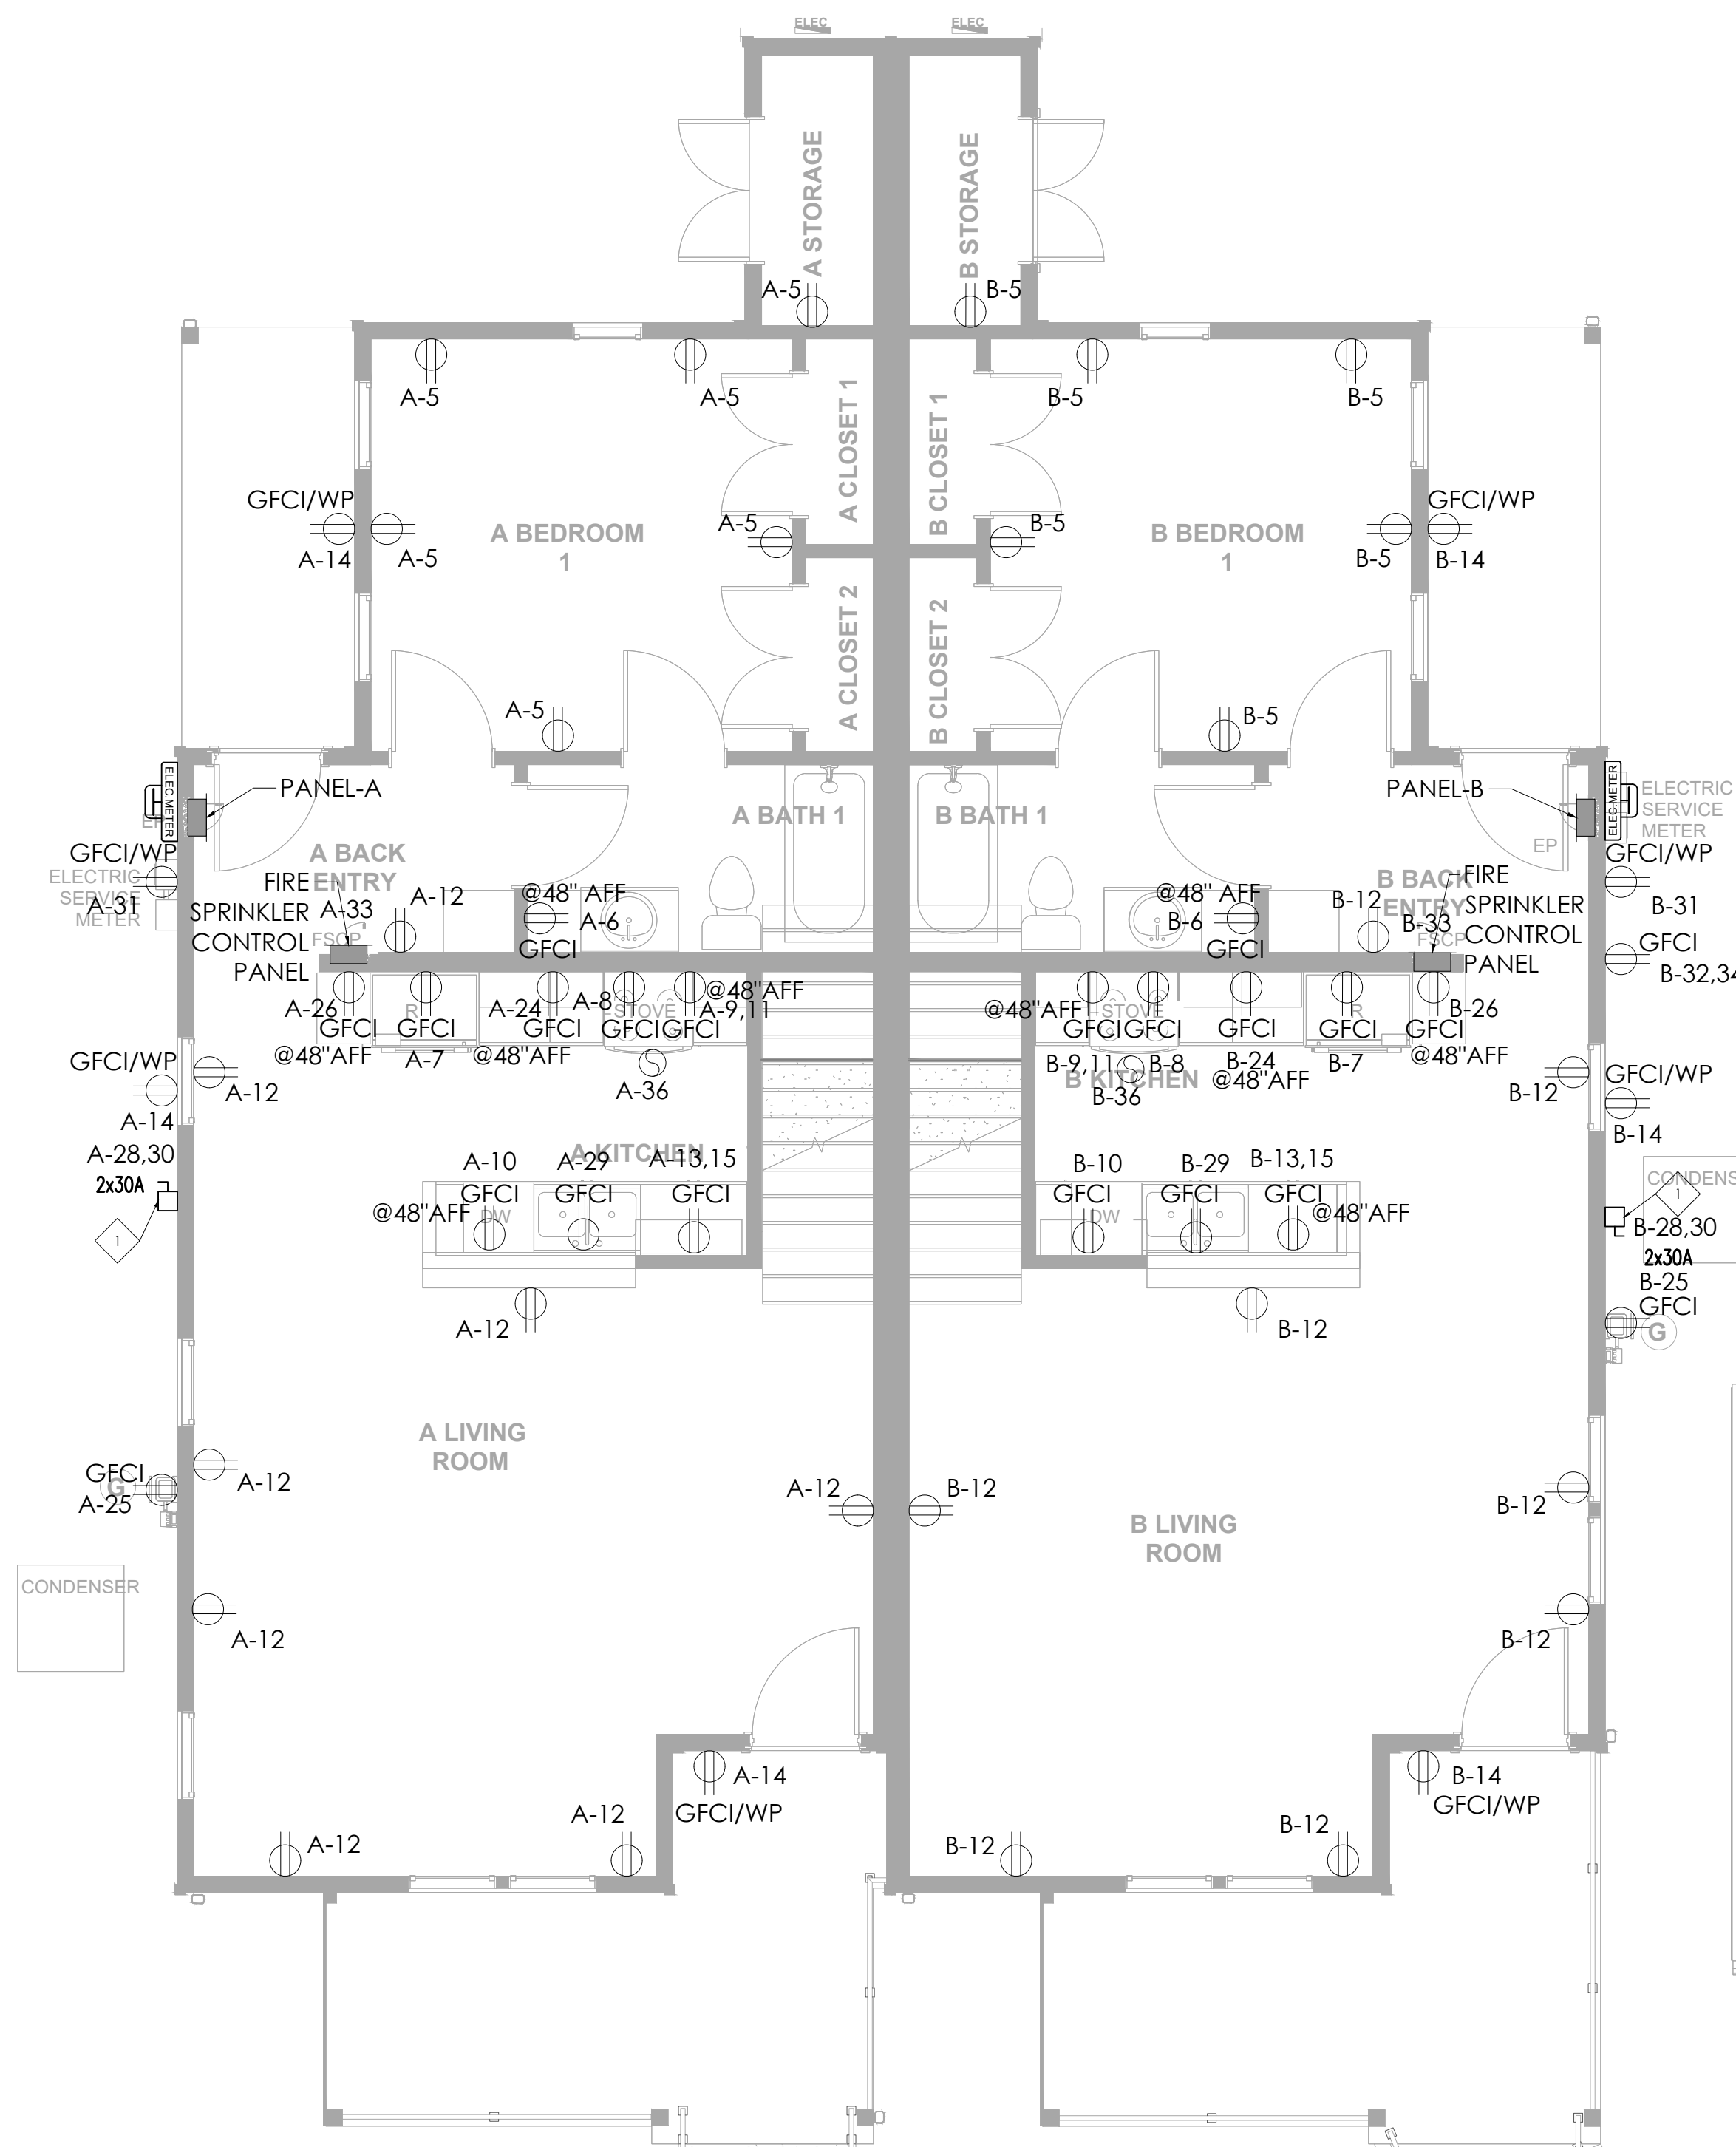 ELEC
ELEC
A STORAGE
B STORAGE
A-5
B-5
A-5
A-5
B-5
B-5
A CLOSET 1
B CLOSET 1
GFCI/WP
A-14
A-5
A BEDROOM
1
A-5
B-5
B BEDROOM
1
B-5
GFCI/WP
B-14
A CLOSET 2
B CLOSET 2
A-5
B-5
ELEC.METER
PANEL-A
A BATH 1
B BATH 1
PANEL-B
ELEC.METER
ELECTRIC
SERVICE
METER
EP
GFCI/WP
ELECTRIC
SERVICE
METER
A-31
A BACK
ENTRY
FIRE
SPRINKLER
CONTROL
PANEL
A-33
FSCP
A-12
@48" AFF
A-6
GFCI
@48" AFF
B-6
GFCI
B-12
B BACK
ENTRY
B-33
FSCP
FIRE
SPRINKLER
CONTROL
PANEL
GFCI/WP
B-31
GFCI
B-32,34
A-26
GFCI
@48"AFF
R
GFCI
A-7
A-24
GFCI
@48"AFF
A-8
STOVE
GFCI
GFCI
@48"AFF
A-9,11
A-36
@48"AFF
STOVE
GFCI
GFCI
B-9,11
B-8
B-36
B KITCHEN
GFCI
B-24
@48"AFF
R
GFCI
B-7
B-26
GFCI
@48"AFF
GFCI/WP
A-14
A-12
B-12
GFCI/WP
B-14
A-28,30
2x30A
1
A KITCHEN
A-10
GFCI
@48"AFF
DW
A-29
GFCI
A-13,15
GFCI
B-10
GFCI
DW
B-29
GFCI
B-13,15
GFCI
@48"AFF
CONDENS
1
B-28,30
2x30A
B-25
GFCI
G
A-12
B-12
A LIVING
ROOM
GFCI
G
A-25
A-12
A-12
B-12
B LIVING
ROOM
B-12
CONDENSER
A-12
B-12
A-14
GFCI/WP
B-14
GFCI/WP
A-12
A-12
B-12
B-12